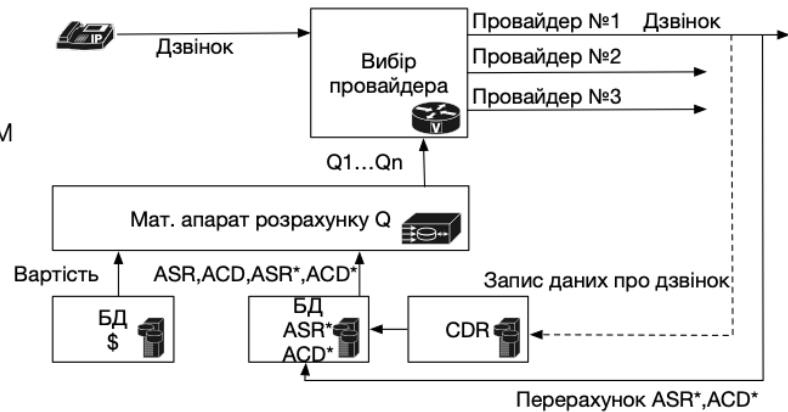 Провайдер №1 Дзвінок
IP
Дзвінок
Вибір
провайдера
Провайдер №2
Провайдер №3
V
М
Q1...Qn
Мат. апарат розрахунку Q
Вартість
ASR,ACD,ASR*,ACD*
Запис даних про дзвінок
БД
$
БД
ASR*
ACD*
CDR
Перерахунок ASR*,ACD*